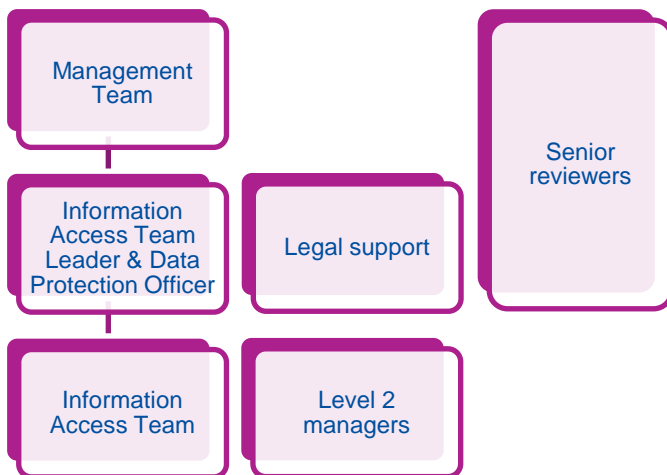 Management
Team
Senior
reviewers
Information
Access Team
Leader & Data
Protection Officer
Legal support
Information
Access Team
Level 2
managers